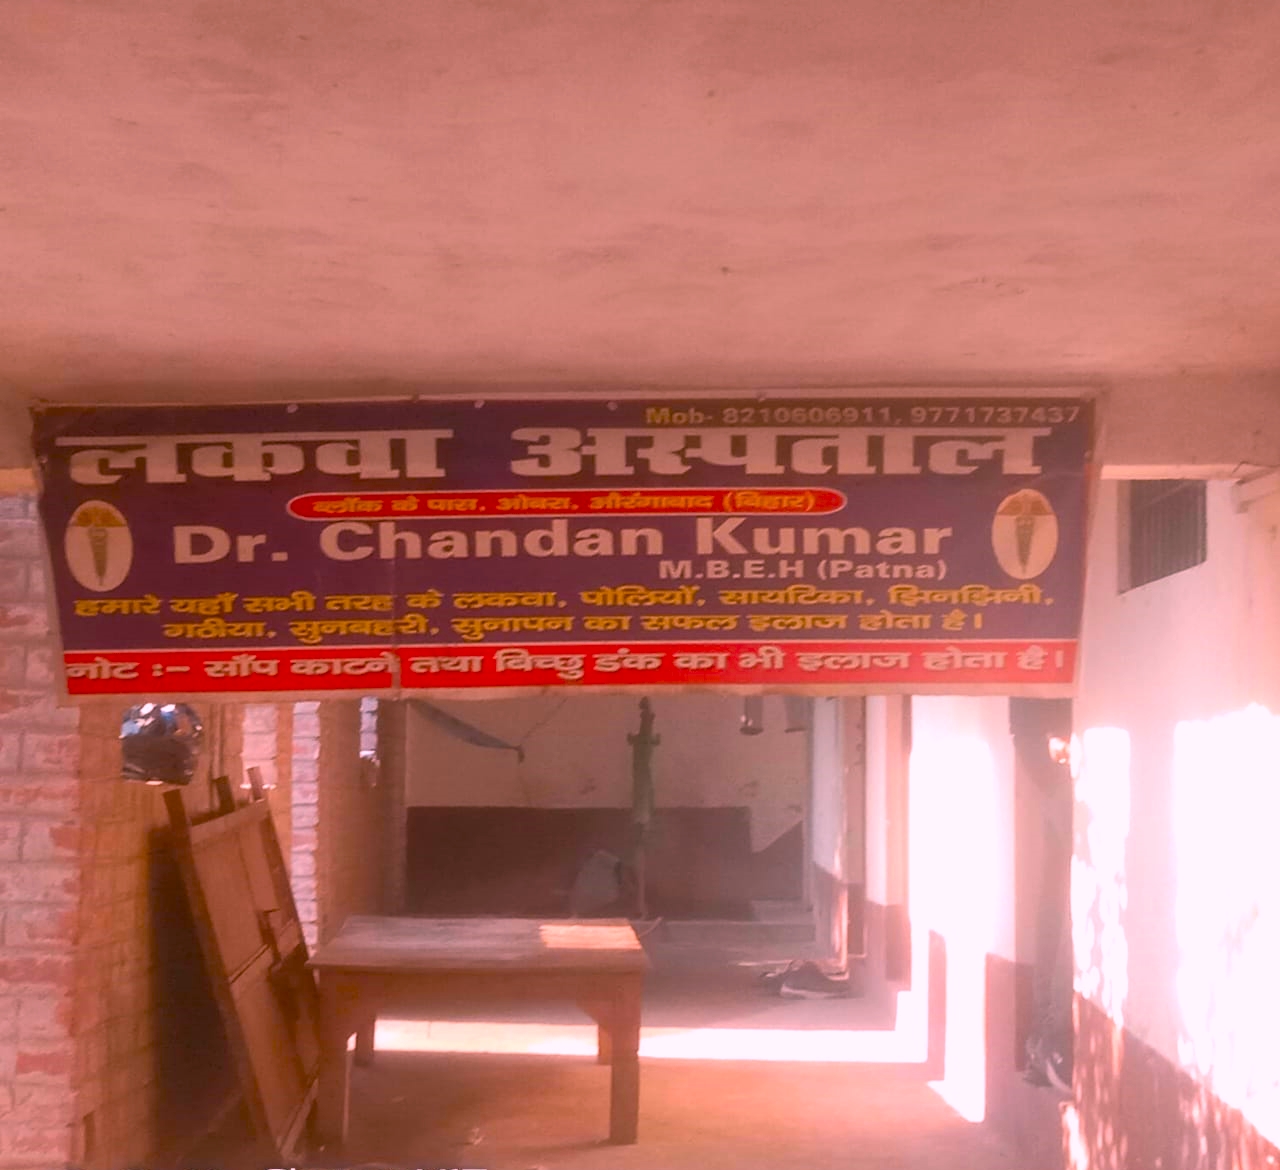 Mob- 8210606911, 9771737437
लकवा अस्पताल
ब्लॉक के पास, ओबरा, औरंगाबाद (बिहार)
Dr. Chandan Kumar
M.B.E.H (Patna)
हमारे यहाँ सभी तरह के लकवा, पोलियों, सायटिका, झिनझिनी,
गठीया, सुनबहरी, सुनापन का सफल इलाज होता है।
नोट :– साँप काटने तथा बिच्छु डंक का भी इलाज होता है।